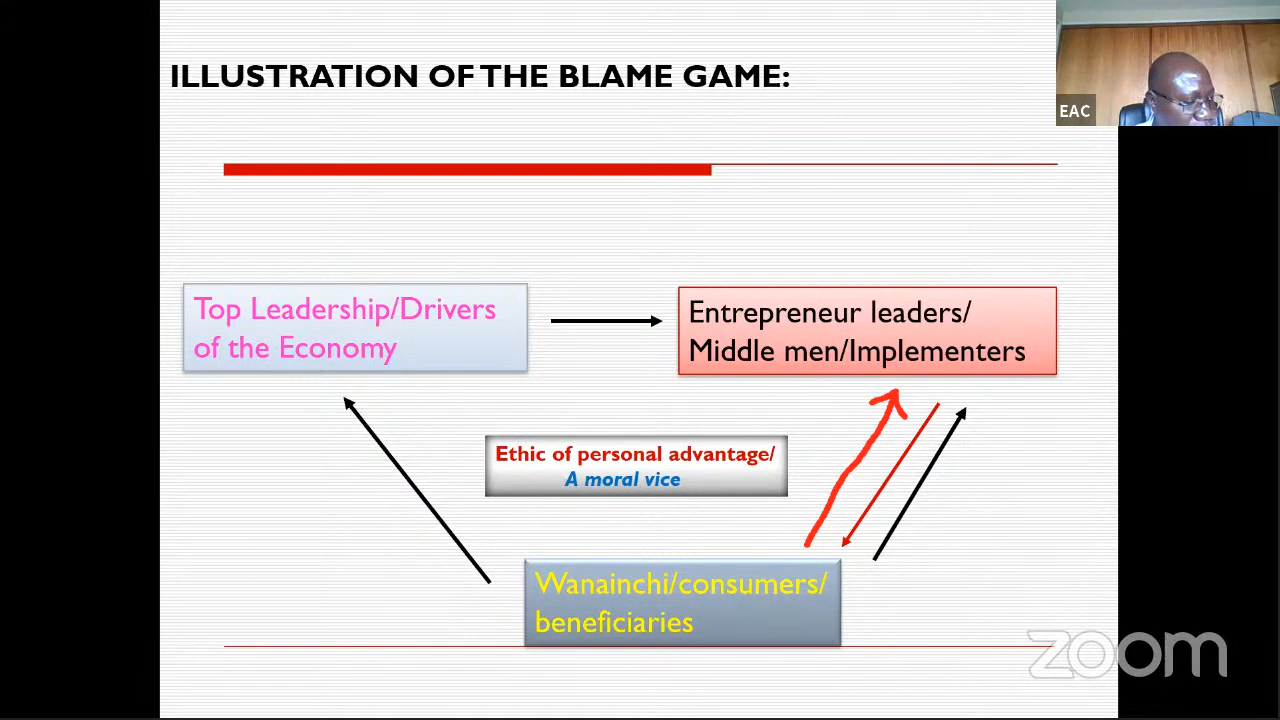 ILLUSTRATION OF THE BLAME GAME:
EAC
Top Leadership/Drivers
of the Economy
Entrepreneur leaders/
Middle men/Implementers
Ethic of personal advantage/
A moral vice
Wanainchi/consumers/
beneficiaries
zoom